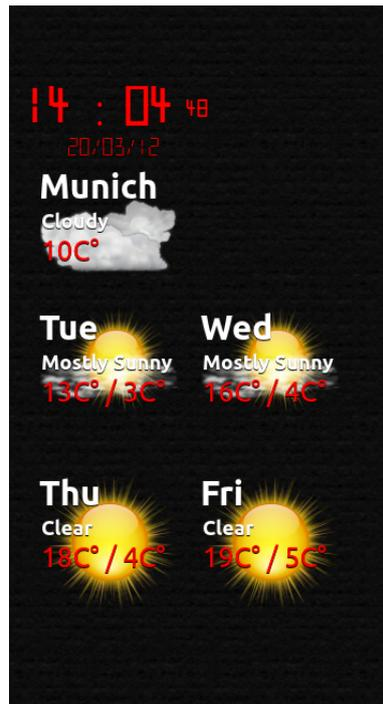 14 : 04 48
20/03/12
Munich
Cloudy
10C°
Tue Wed
Mostly Sunny Mostly Sunny
13C° / 3C° 16C° / 4C°
Thu Fri
Clear Clear
18C° / 4C° 19C° / 5C°